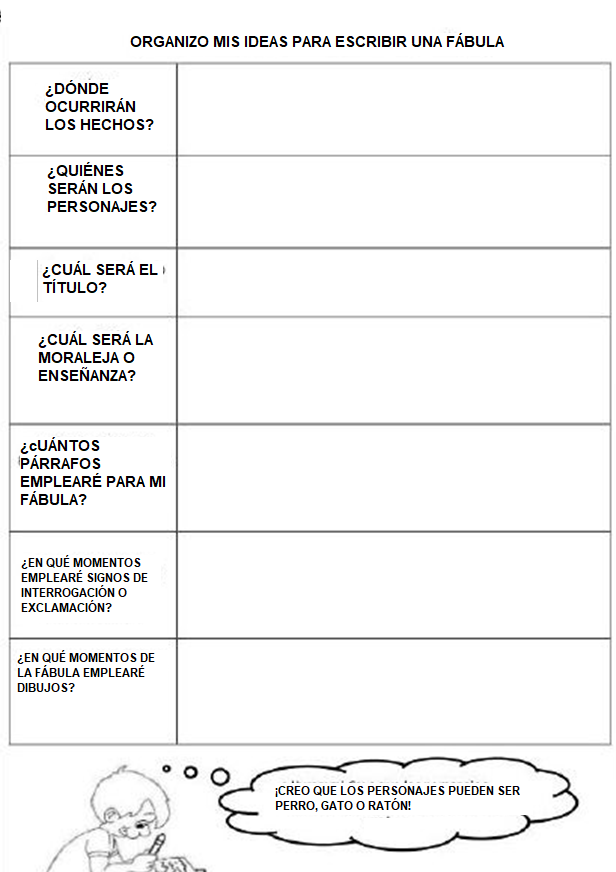 ORGANIZO MIS IDEAS PARA ESCRIBIR UNA FÁBULA
¿DÓNDE
OCURRIRÁN
LOS HECHOS?
¿QUIÉNES
SERÁN LOS
PERSONAJES?
¿CUÁL SERÁ EL
TÍTULO?
¿CUÁL SERÁ LA
MORALEJA O
ENSEÑANZA?
¿cUÁNTOS
PÁRRAFOS
EMPLEARÉ PARA MI
FÁBULA?
¿EN QUÉ MOMENTOS
EMPLEARÉ SIGNOS DE
INTERROGACIÓN O
EXCLAMACIÓN?
¿EN QUÉ MOMENTOS DE
LA FÁBULA EMPLEARÉ
DIBUJOS?
¡CREO QUE LOS PERSONAJES PUEDEN SER
PERRO, GATO O RATÓN!